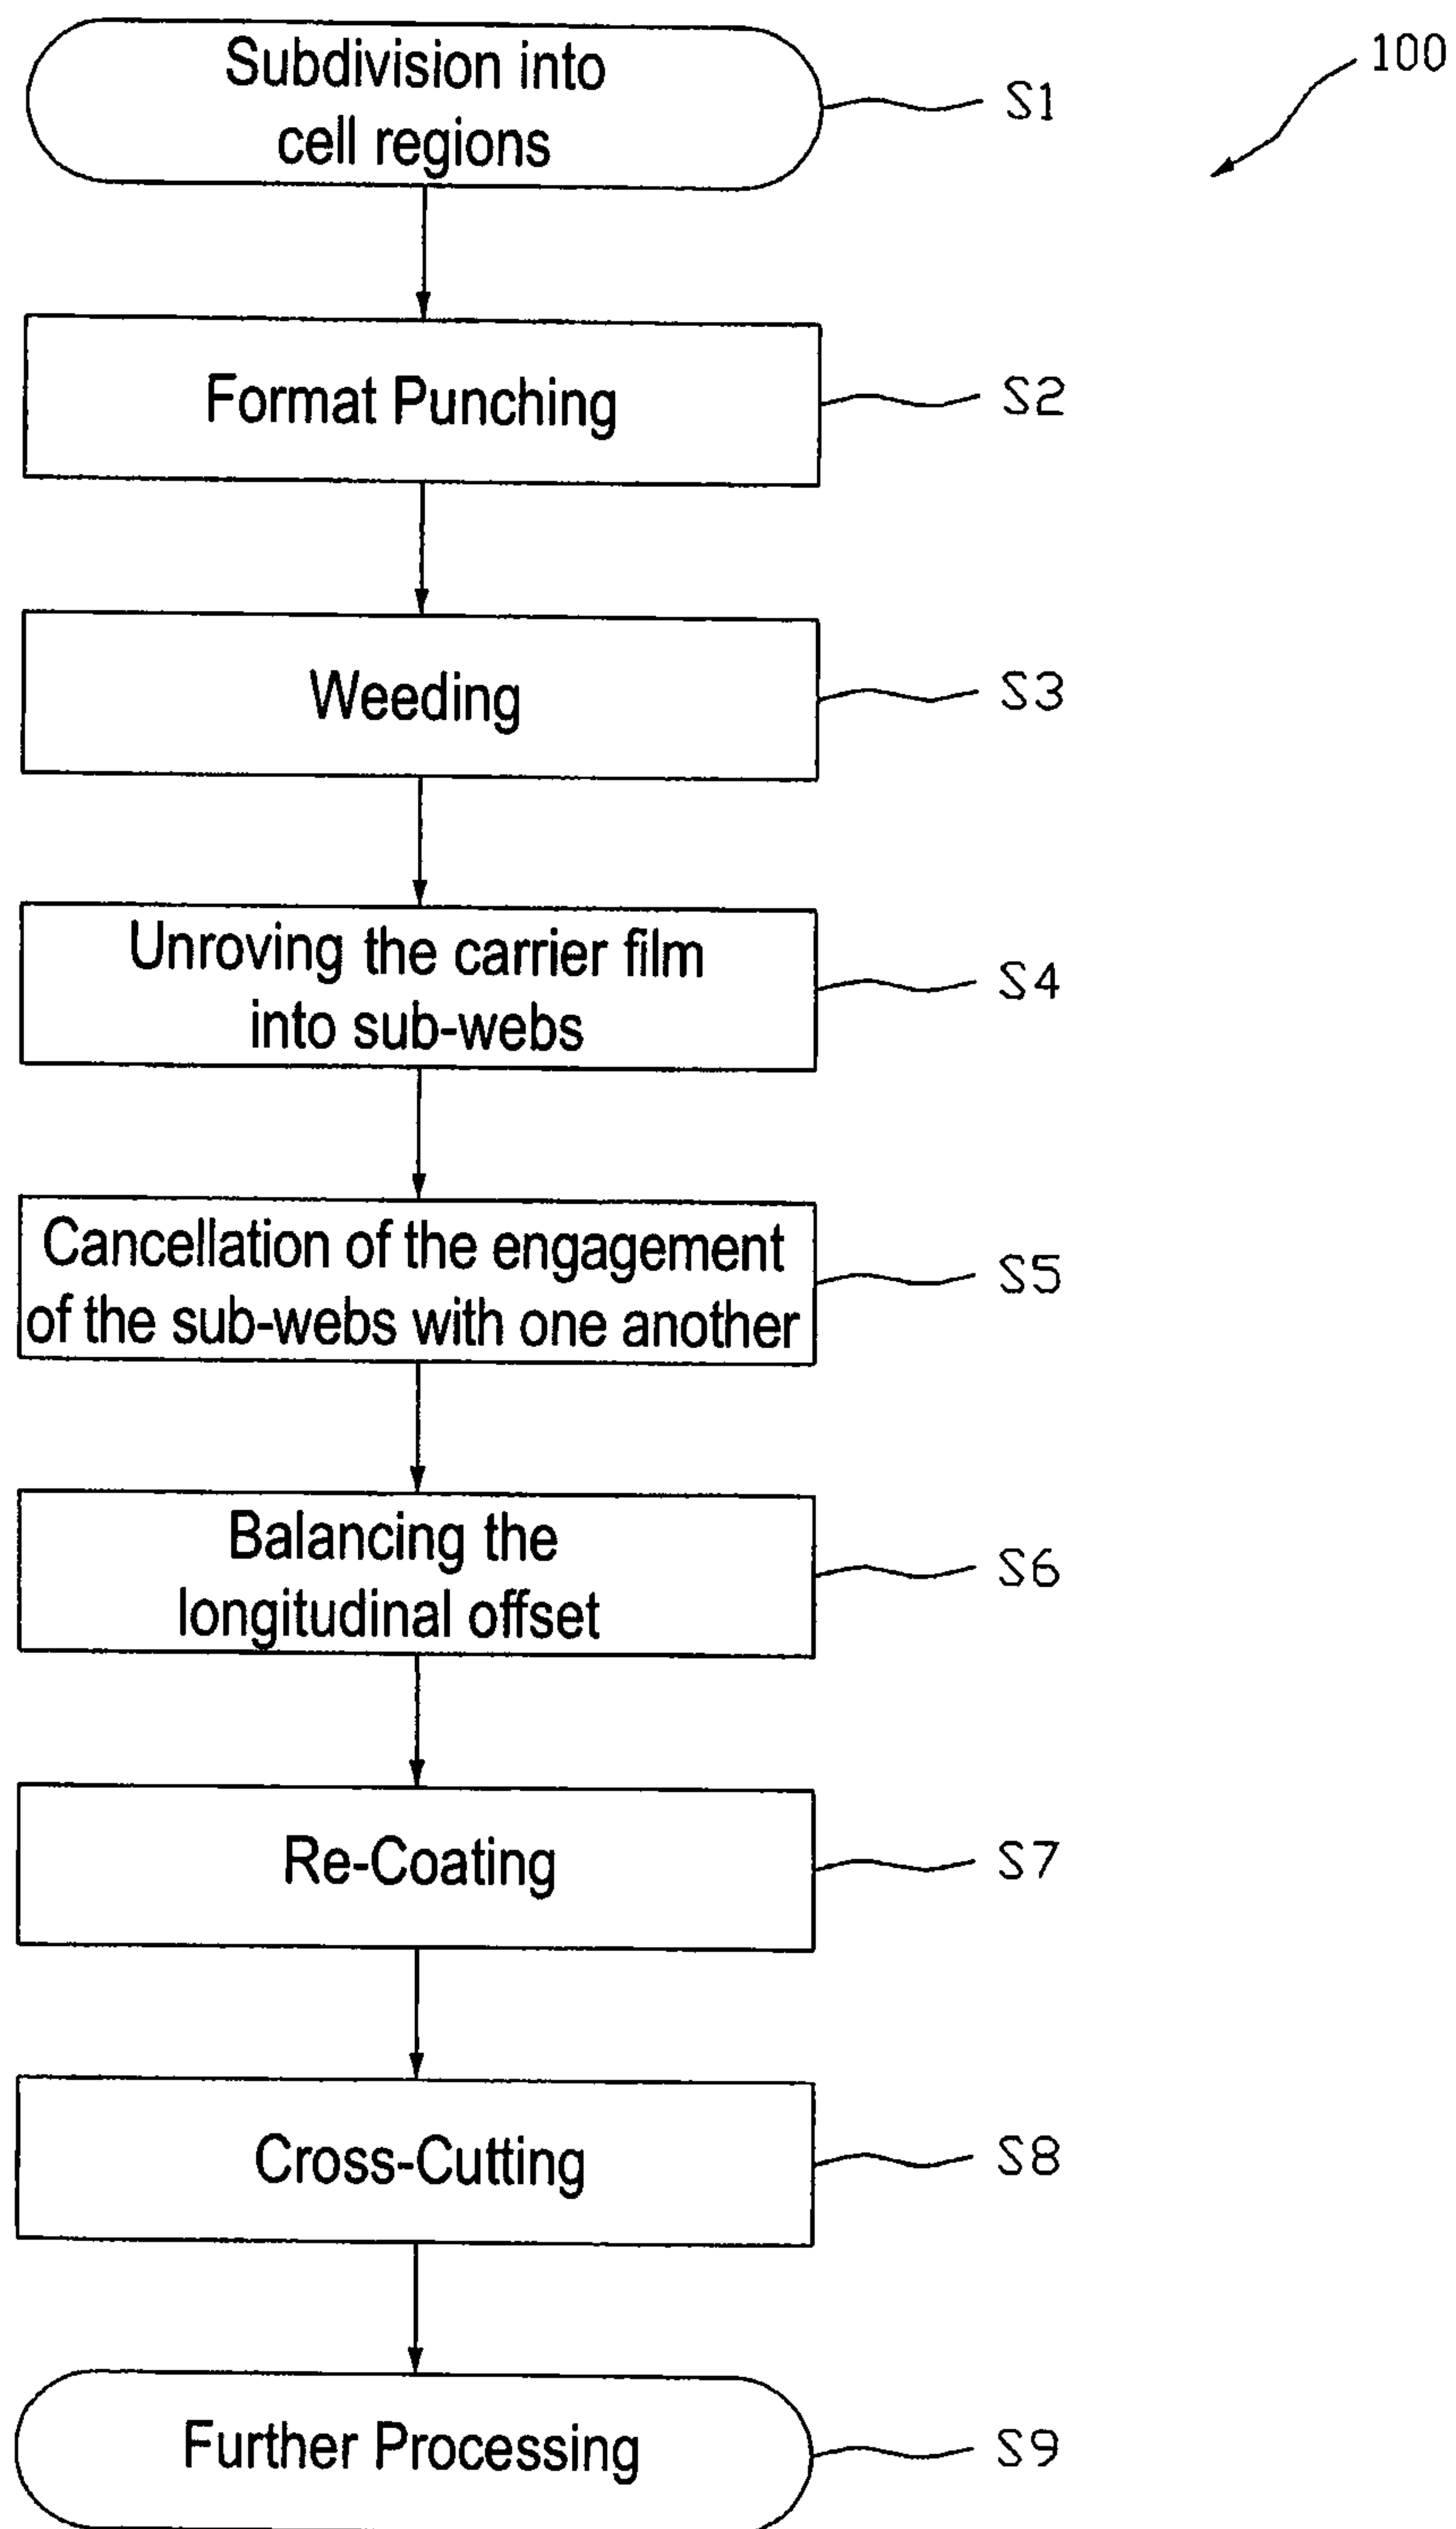 100
Subdivision into
cell regions
S1
Format Punching
S2
Weeding
S3
Unroving the carrier film
into sub-webs
S4
Cancellation of the engagement
of the sub-webs with one another
S5
Balancing the
longitudinal offset
S6
Re-Coating
S7
Cross-Cutting
S8
Further Processing
S9